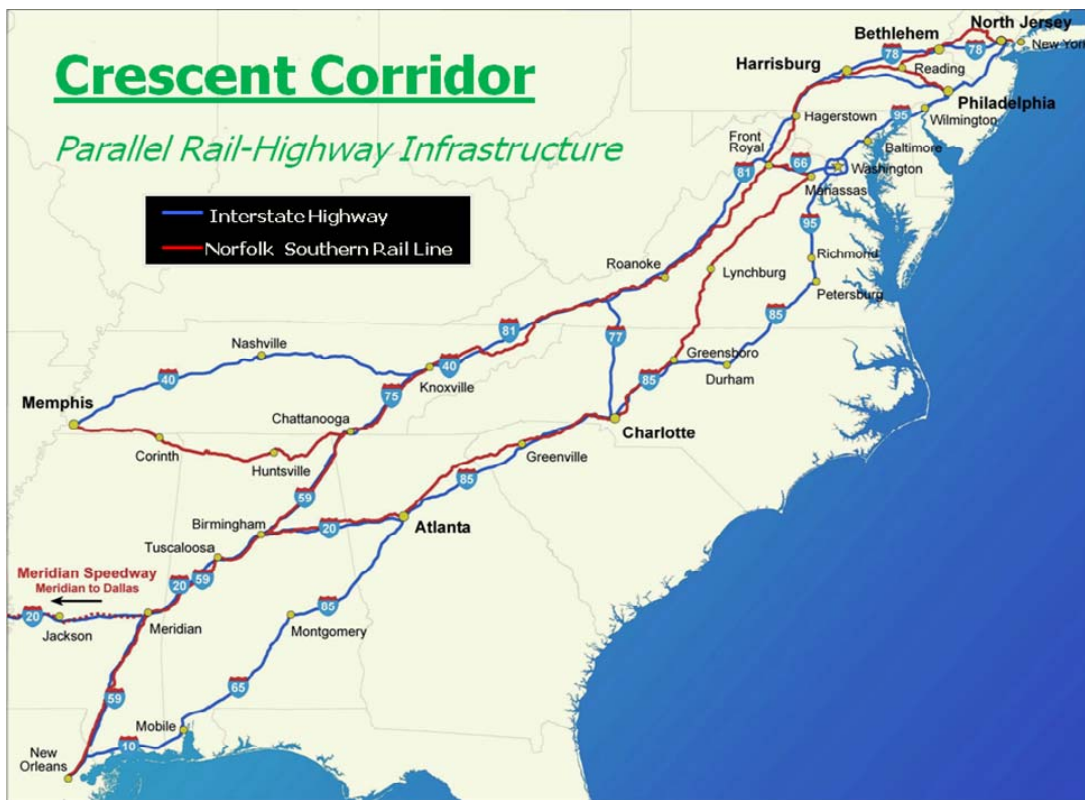 Crescent Corridor
Parallel Rail-Highway Infrastructure
Interstate Highway
Norfolk Southern Rail Line
North Jersey
Bethlehem
78
78
New York
Harrisburg
Reading
Philadelphia
Hagerstown
Wilmington
95
Front
Royal
Baltimore
81
66
Washington
Manassas
95
Roanoke
Lynchburg
Richmond
Petersburg
81
85
77
Nashville
40
40
Knoxville
Greensboro
85
Durham
75
Memphis
Chattanooga
Charlotte
Corinth
Huntsville
Greenville
85
59
Birmingham
20
Atlanta
Tuscaloosa
Meridian Speedway
Meridian to Dallas
20
59
20
Jackson
Meridian
85
Montgomery
59
65
Mobile
10
New
Orleans